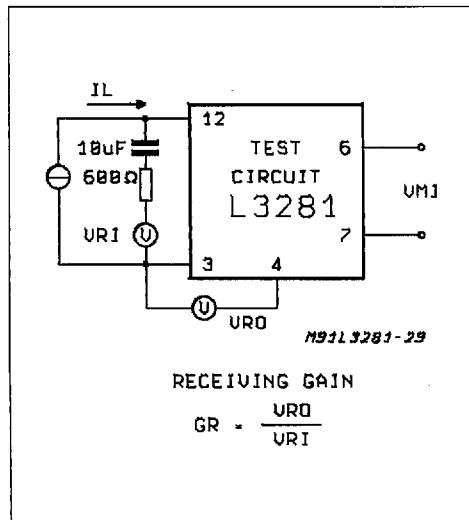 IL
12
10uF
TEST
6
600Ω
CIRCUIT
VMI
L3281
VRI
7
V
3
4
V
VRO
M91L3281-29
RECEIVING GAIN
GR = VRO
VRI